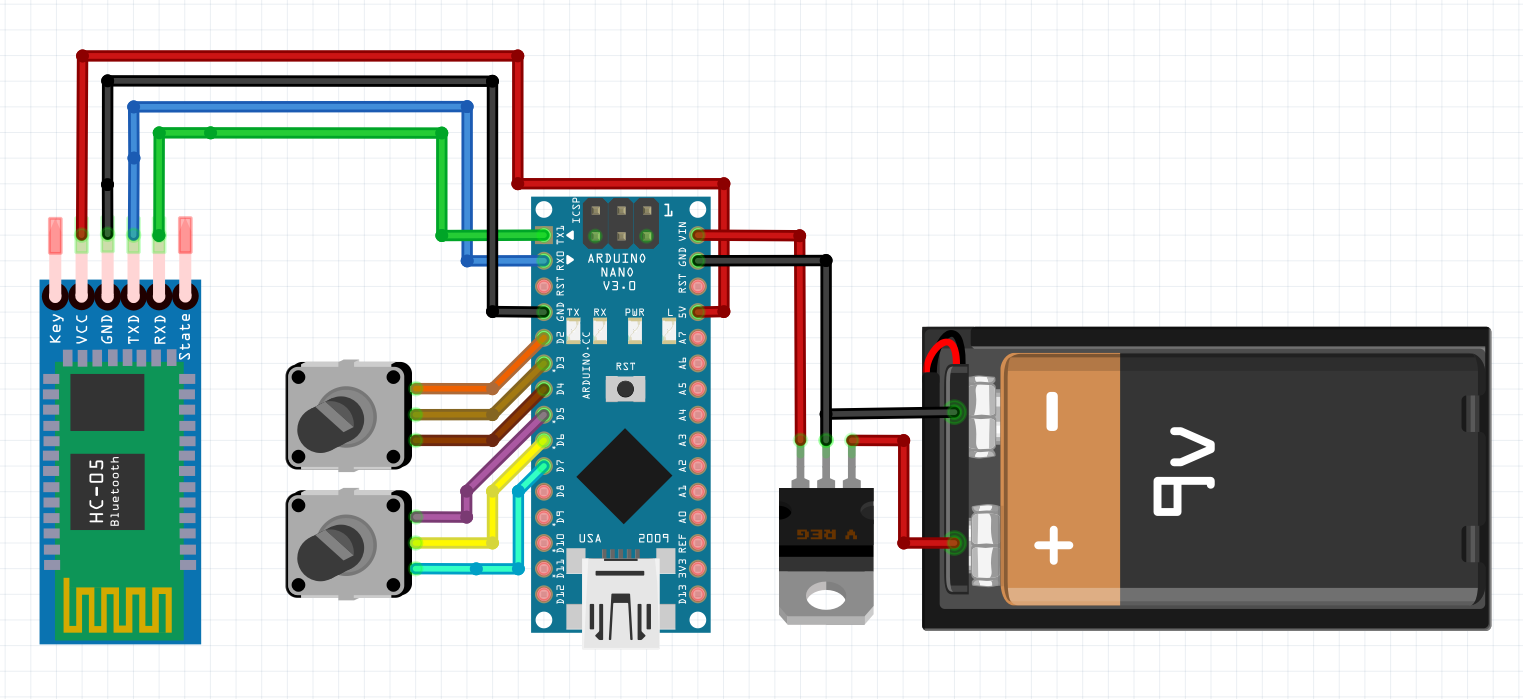 Key
VCC
GND
TXD
RXD
State
HC-05
Bluetooth
ICSP
1
TX1
RX0
RST
GND
D2
D3
D4
D5
D6
D7
D8
D9
D10
D11
D12
ARDUINO
NANO
V3.0
TX RX PWR L
ARDUINO.CC
RST
USA 2009
VIN
GND
RST
5V
A7
A6
A5
A4
A3
A2
A1
A0
REF
3V3
D13
V REG
-
+
9V